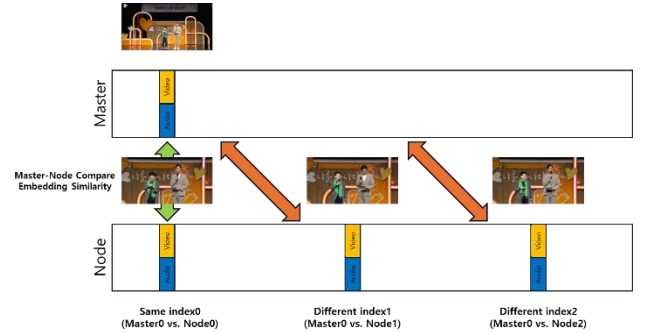 Master
Video
Audio
Master-Node Compare
Embedding Similarity
Node
Video
Audio
Video
Audio
Video
Audio
Same index0
(Master0 vs. Node0)
Different index1
(Master0 vs. Node1)
Different index2
(Master0 vs. Node2)